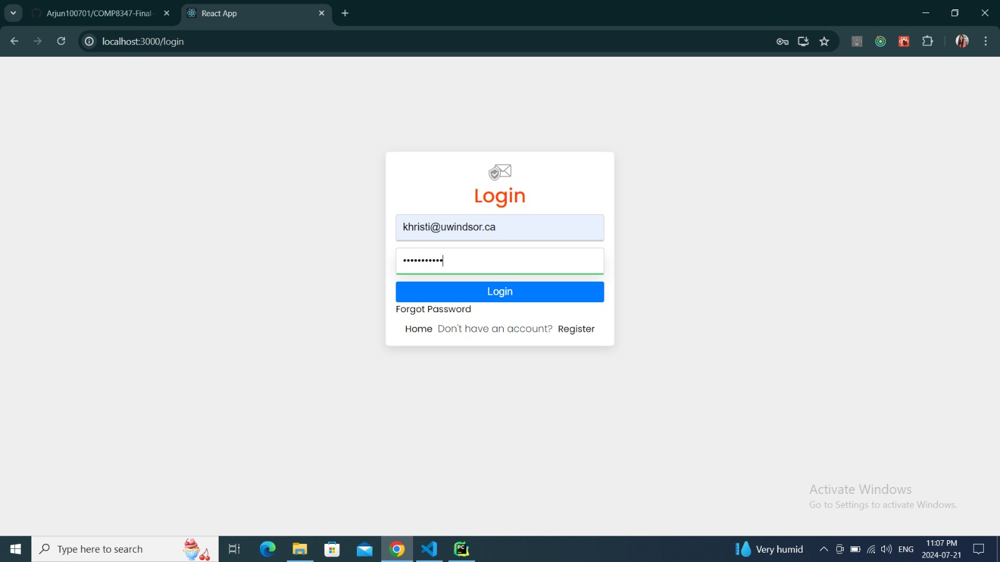 Arjun100701/COMP8347-Final-
React App
localhost:3000/login
Login
khristi@uwindsor.ca
•••••••••••
Login
Forgot Password
Home Don't have an account? Register
Activate Windows
Go to Settings to activate Windows.
Type here to search
PC
Very humid
ENG
11:07 PM
2024-07-21